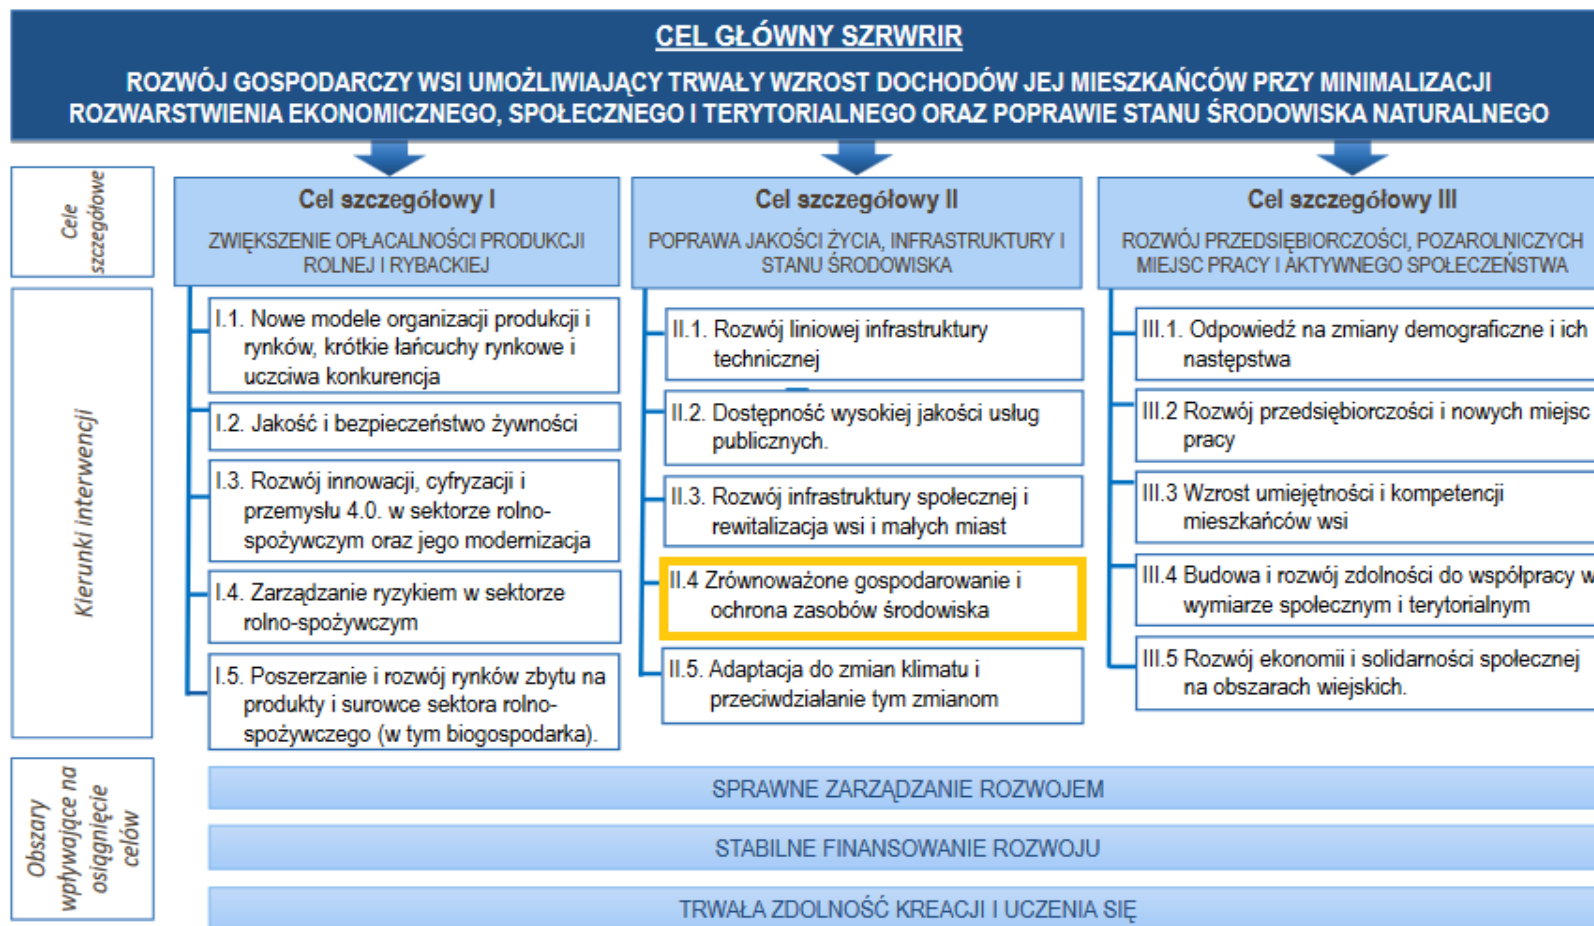 CEL GŁÓWNY SZRWRIR
ROZWÓJ GOSPODARCZY WSI UMOŻLIWIAJĄCY TRWAŁY WZROST DOCHODÓW JEJ MIESZKAŃCÓW PRZY MINIMALIZACJI
ROZWARSTWIENIA EKONOMICZNEGO, SPOŁECZNEGO I TERYTORIALNEGO ORAZ POPRAWIE STANU ŚRODOWISKA NATURALNEGO
Cele
szczegółowe
Cel szczegółowy I
ZWIĘKSZENIE OPŁACALNOŚCI PRODUKCJI
ROLNEJ I RYBACKIEJ
Cel szczegółowy II
POPRAWA JAKOŚCI ŻYCIA, INFRASTRUKTURY I
STANU ŚRODOWISKA
Cel szczegółowy III
ROZWÓJ PRZEDSIĘBIORCZOŚCI, POZAROLNICZYCH
MIEJSC PRACY I AKTYWNEGO SPOŁECZEŃSTWA
Kierunki interwencji
I.1. Nowe modele organizacji produkcji i
rynków, krótkie łańcuchy rynkowe i
uczciwa konkurencja
I.2. Jakość i bezpieczeństwo żywności
I.3. Rozwój innowacji, cyfryzacji i
przemysłu 4.0. w sektorze rolno-
spożywczym oraz jego modernizacja
I.4. Zarządzanie ryzykiem w sektorze
rolno-spożywczym
I.5. Poszerzanie i rozwój rynków zbytu na
produkty i surowce sektora rolno-
spożywczego (w tym biogospodarka).
II.1. Rozwój liniowej infrastruktury
technicznej
II.2. Dostępność wysokiej jakości usług
publicznych.
II.3. Rozwój infrastruktury społecznej i
rewitalizacja wsi i małych miast
II.4 Zrównoważone gospodarowanie i
ochrona zasobów środowiska
II.5. Adaptacja do zmian klimatu i
przeciwdziałanie tym zmianom
III.1. Odpowiedź na zmiany demograficzne i ich
następstwa
III.2 Rozwój przedsiębiorczości i nowych miejsc
pracy
III.3 Wzrost umiejętności i kompetencji
mieszkańców wsi
III.4 Budowa i rozwój zdolności do współpracy w
wymiarze społecznym i terytorialnym
III.5 Rozwój ekonomii i solidarności społecznej
na obszarach wiejskich.
Obszary
wpływające na
osiągnięcie
celów
SPRAWNE ZARZĄDZANIE ROZWOJEM
STABILNE FINANSOWANIE ROZWOJU
TRWAŁA ZDOLNOŚĆ KREACJI I UCZENIA SIĘ